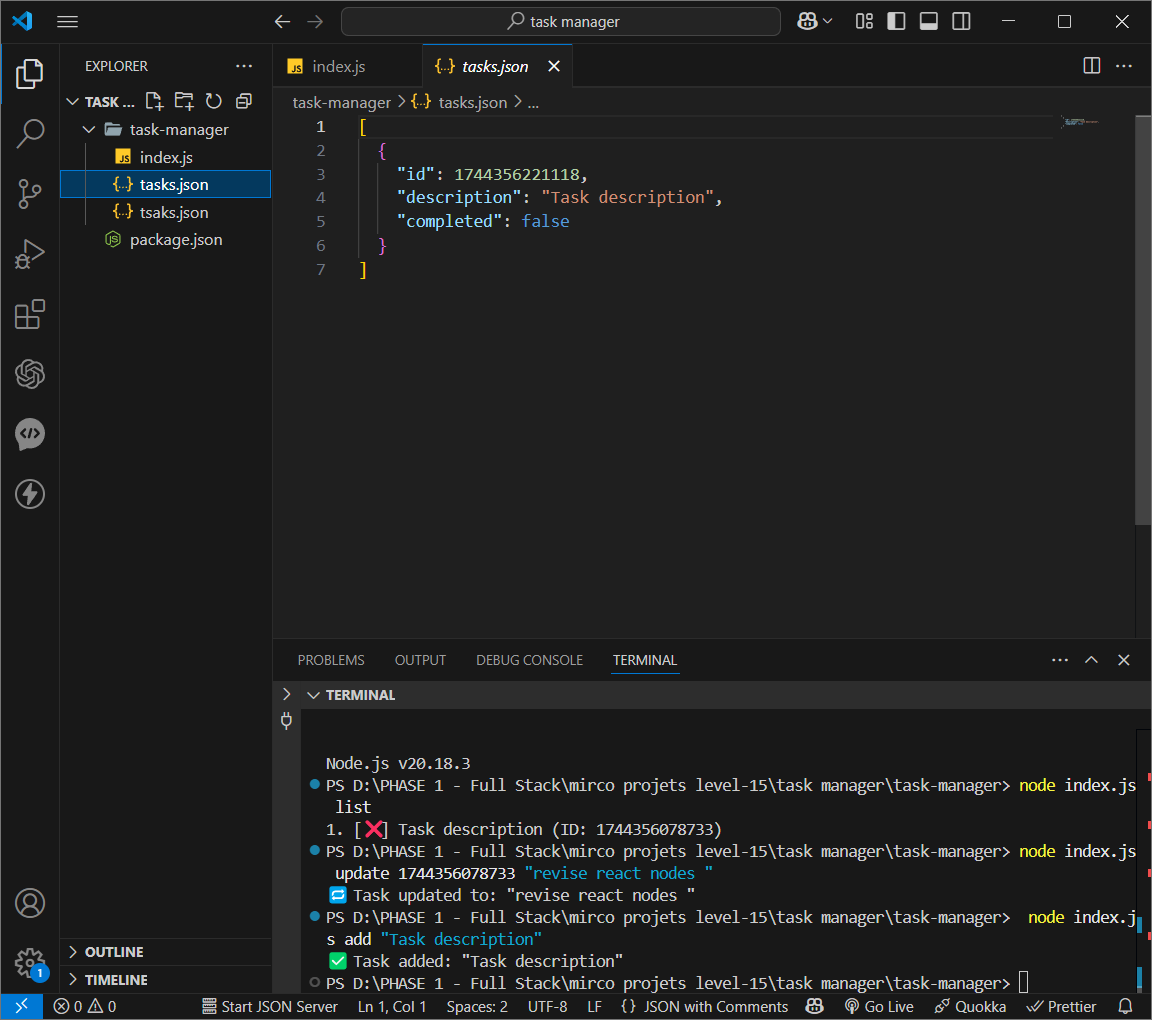 task manager
EXPLORER
TASK ...
task-manager
index.js
tasks.json
tsaks.json
package.json
OUTLINE
TIMELINE
index.js
tasks.json
task-manager > tasks.json > ...
1 [
2 {
3 "id": 1744356221118,
4 "description": "Task description",
5 "completed": false
6 }
7 ]
PROBLEMS OUTPUT DEBUG CONSOLE TERMINAL
TERMINAL
Node.js v20.18.3
PS D:\PHASE 1 - Full Stack\mirco projets level-15\task manager\task-manager> node index.js
list
1. [❌] Task description (ID: 1744356078733)
PS D:\PHASE 1 - Full Stack\mirco projets level-15\task manager\task-manager> node index.js
update 1744356078733 "revise react nodes "
🔁 Task updated to: "revise react nodes "
PS D:\PHASE 1 - Full Stack\mirco projets level-15\task manager\task-manager>  node index.j
s add "Task description"
✅ Task added: "Task description"
PS D:\PHASE 1 - Full Stack\mirco projets level-15\task manager\task-manager>
1
0 0 Start JSON Server Ln 1, Col 1 Spaces: 2 UTF-8 LF {} JSON with Comments Go Live Quokka Prettier